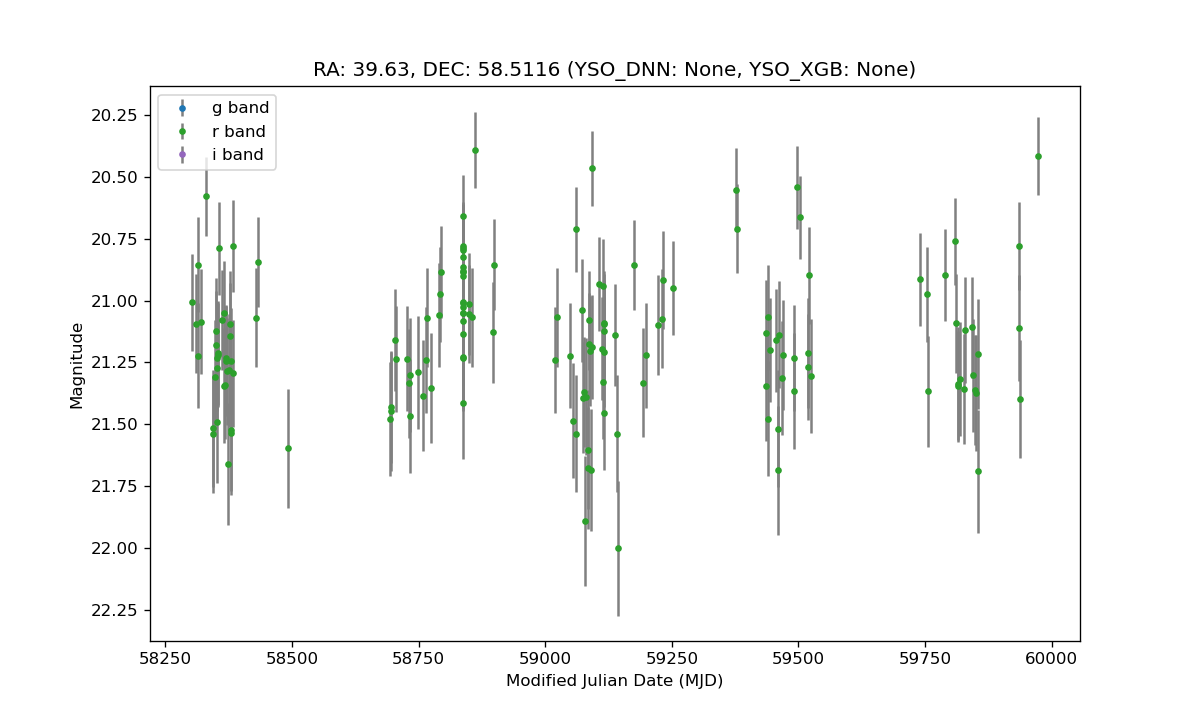 RA: 39.63, DEC: 58.5116 (YSO_DNN: None, YSO_XGB: None)
g band
r band
i band
20.25
20.50
20.75
21.00
21.25
21.50
21.75
22.00
22.25
Magnitude
58250 58500 58750 59000 59250 59500 59750 60000
Modified Julian Date (MJD)